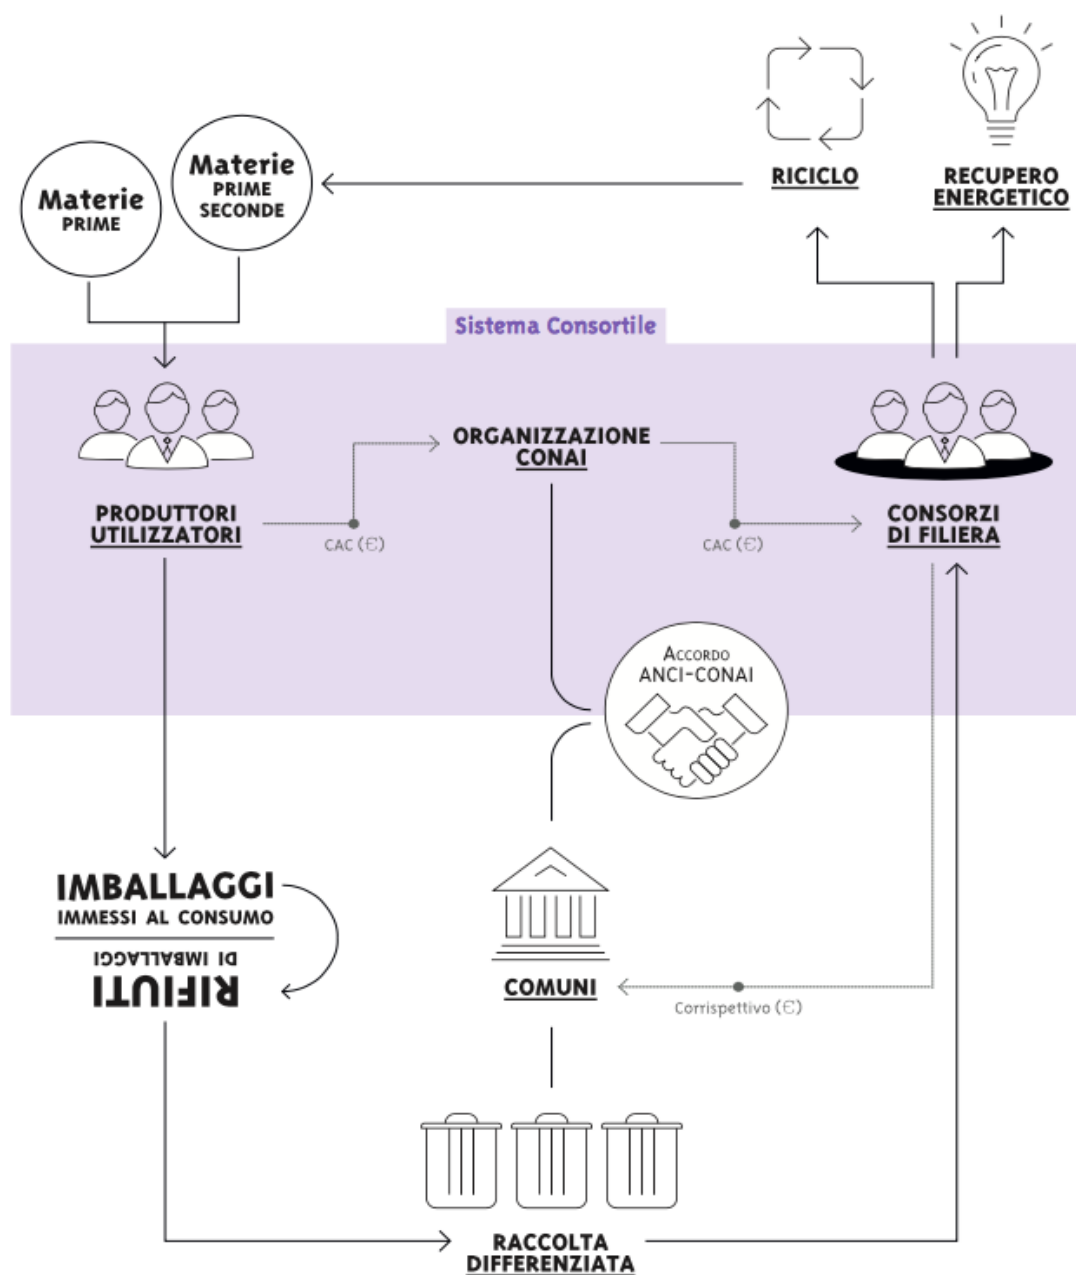 RICICLO
RECUPERO
ENERGETICO
Materie
PRIME
Materie
PRIME
SECONDE
Sistema Consortile
PRODUTTORI
UTILIZZATORI
CAC (€)
ORGANIZZAZIONE
CONAI
CAC (€)
CONSORZI
DI FILIERA
ACCORDO
ANCI-CONAI
IMBALLAGGI
IMMESSI AL CONSUMO
RIFIUTI
DI IMBALLAGGI
COMUNI
Corrispettivo (€)
RACCOLTA
DIFFERENZIATA